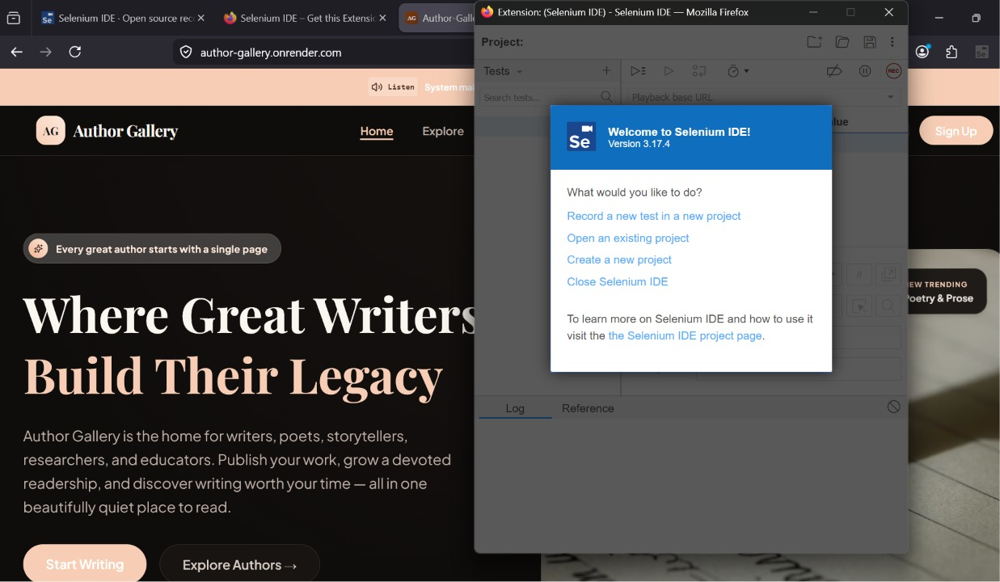 Selenium IDE · Open source rec
Selenium IDE – Get this Extensio
AG
Author-Gall
Extension: (Selenium IDE) - Selenium IDE — Mozilla Firefox
author-gallery.onrender.com
Se
Listen
System mai
AG
Author Gallery
Home
Explore
Sign Up
Every great author starts with a single page
Where Great Writers
Build Their Legacy
Author Gallery is the home for writers, poets, storytellers,
researchers, and educators. Publish your work, grow a devoted
readership, and discover writing worth your time — all in one
beautifully quiet place to read.
Start Writing
Explore Authors →
Project:
Tests
REC
Search tests...
Playback base URL
alue
Se
Welcome to Selenium IDE!
Version 3.17.4
What would you like to do?
Record a new test in a new project
Open an existing project
Create a new project
Close Selenium IDE
To learn more on Selenium IDE and how to use it
visit the the Selenium IDE project page.
//
Log
Reference
EW TRENDING
Poetry & Prose